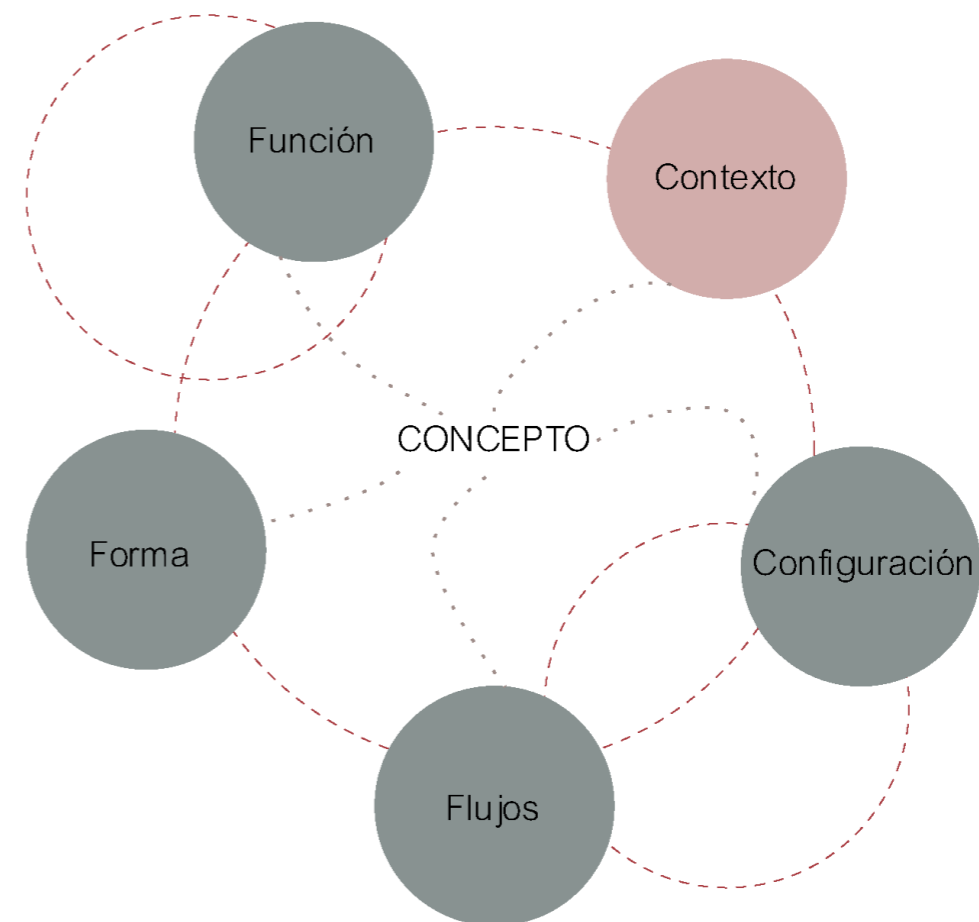 Función
Contexto
CONCEPTO
Forma
Configuración
Flujos